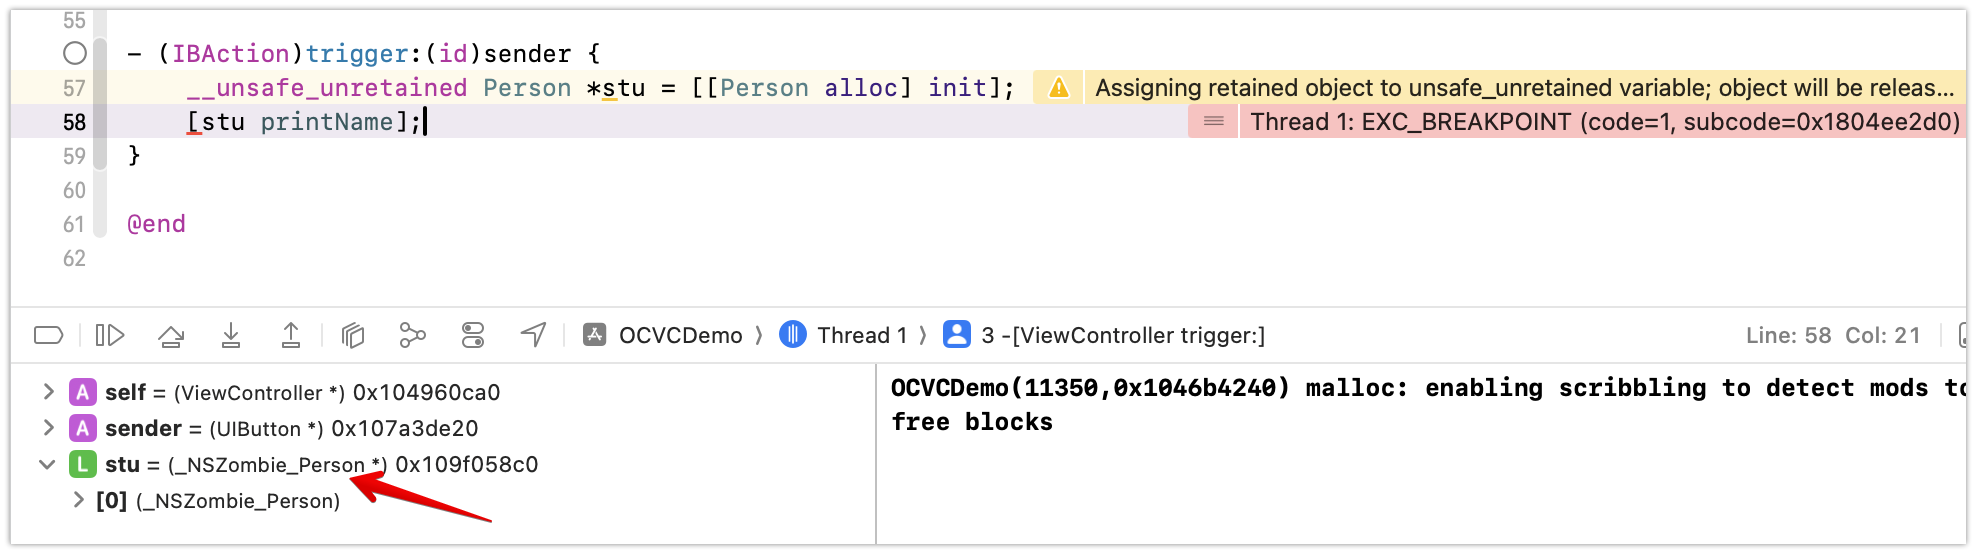 55
- (IBAction)trigger:(id)sender {
57 __unsafe_unretained Person *stu = [[Person alloc] init]; Assigning retained object to unsafe_unretained variable; object will be releas...
58 [stu printName]; Thread 1: EXC_BREAKPOINT (code=1, subcode=0x1804ee2d0)
59 }
60
61 @end
62
OCVCDemo Thread 1 3 -[ViewController trigger:] Line: 58 Col: 21
A self = (ViewController *) 0x104960ca0
A sender = (UIButton *) 0x107a3de20
L stu = (_NSZombie_Person *) 0x109f058c0
[0] (_NSZombie_Person)
OCVCDemo(11350,0x1046b4240) malloc: enabling scribbling to detect mods to
free blocks